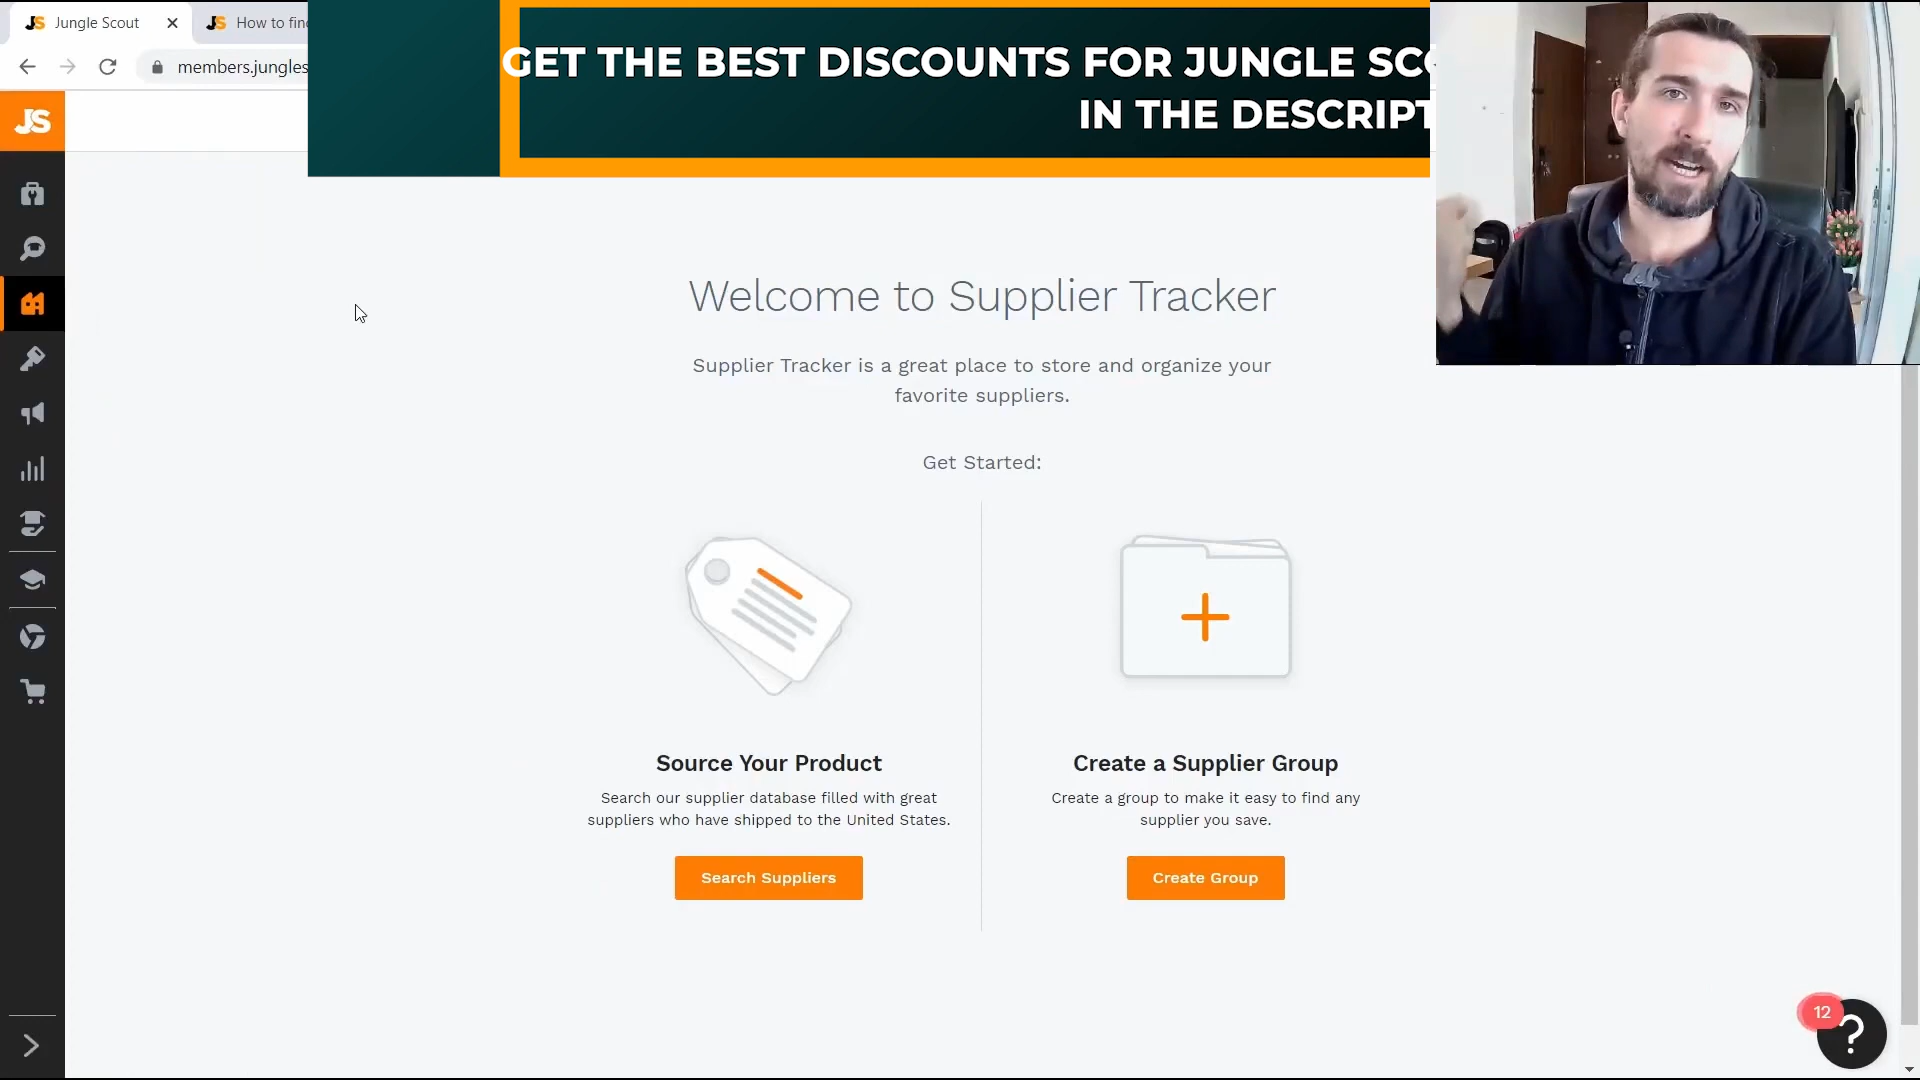 JS Jungle Scout
JS How to fin
members.jungles
GET THE BEST DISCOUNTS FOR JUNGLE SCO
IN THE DESCRIPT
JS
Welcome to Supplier Tracker
Supplier Tracker is a great place to store and organize your
favorite suppliers.
Get Started:
Source Your Product
Search our supplier database filled with great
suppliers who have shipped to the United States.
Search Suppliers
Create a Supplier Group
Create a group to make it easy to find any
supplier you save.
Create Group
12
?